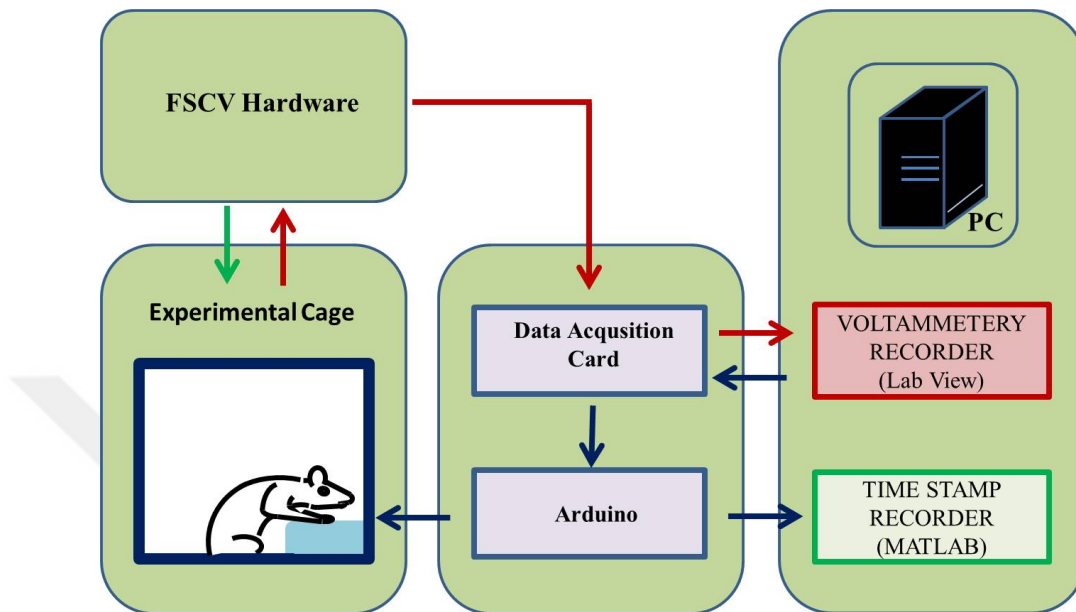 FSCV Hardware
PC
Experimental Cage
Data Acqusition
Card
VOLTAMMETERY
RECORDER
(Lab View)
Arduino
TIME STAMP
RECORDER
(MATLAB)